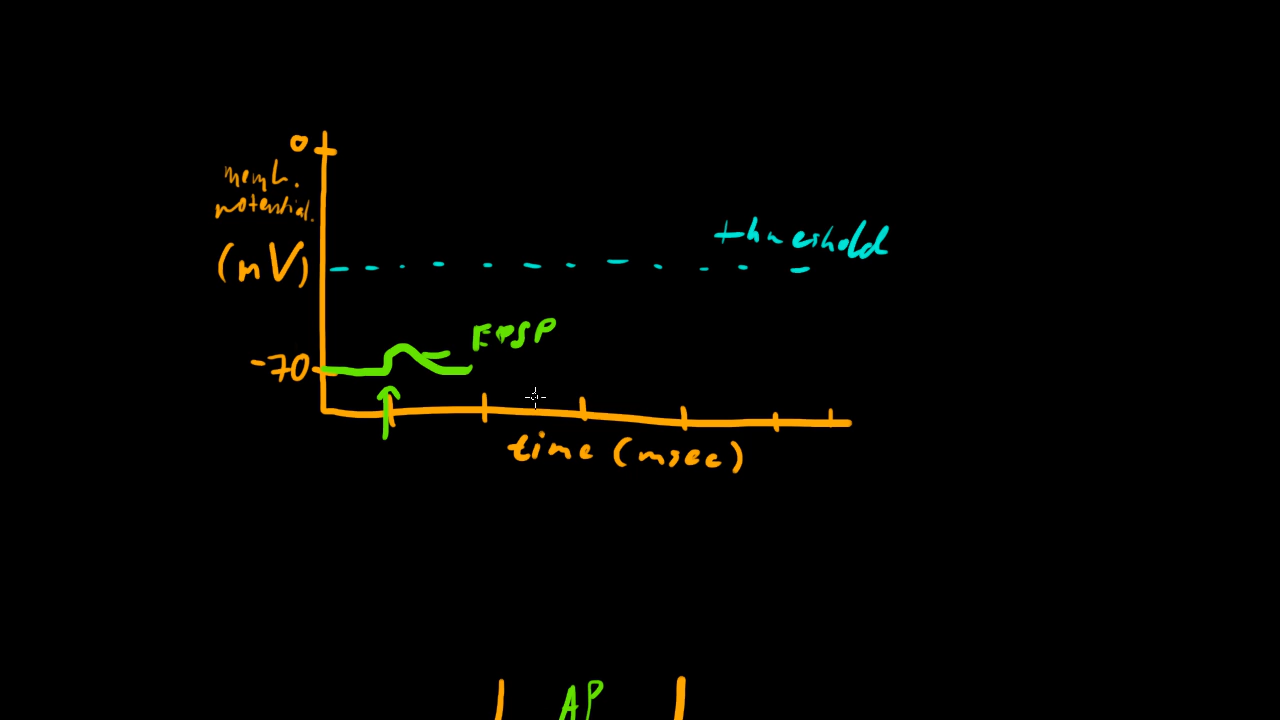 0
memb.
potential.
(mV)
threshold
EPSP
-70
time (msec)
AP